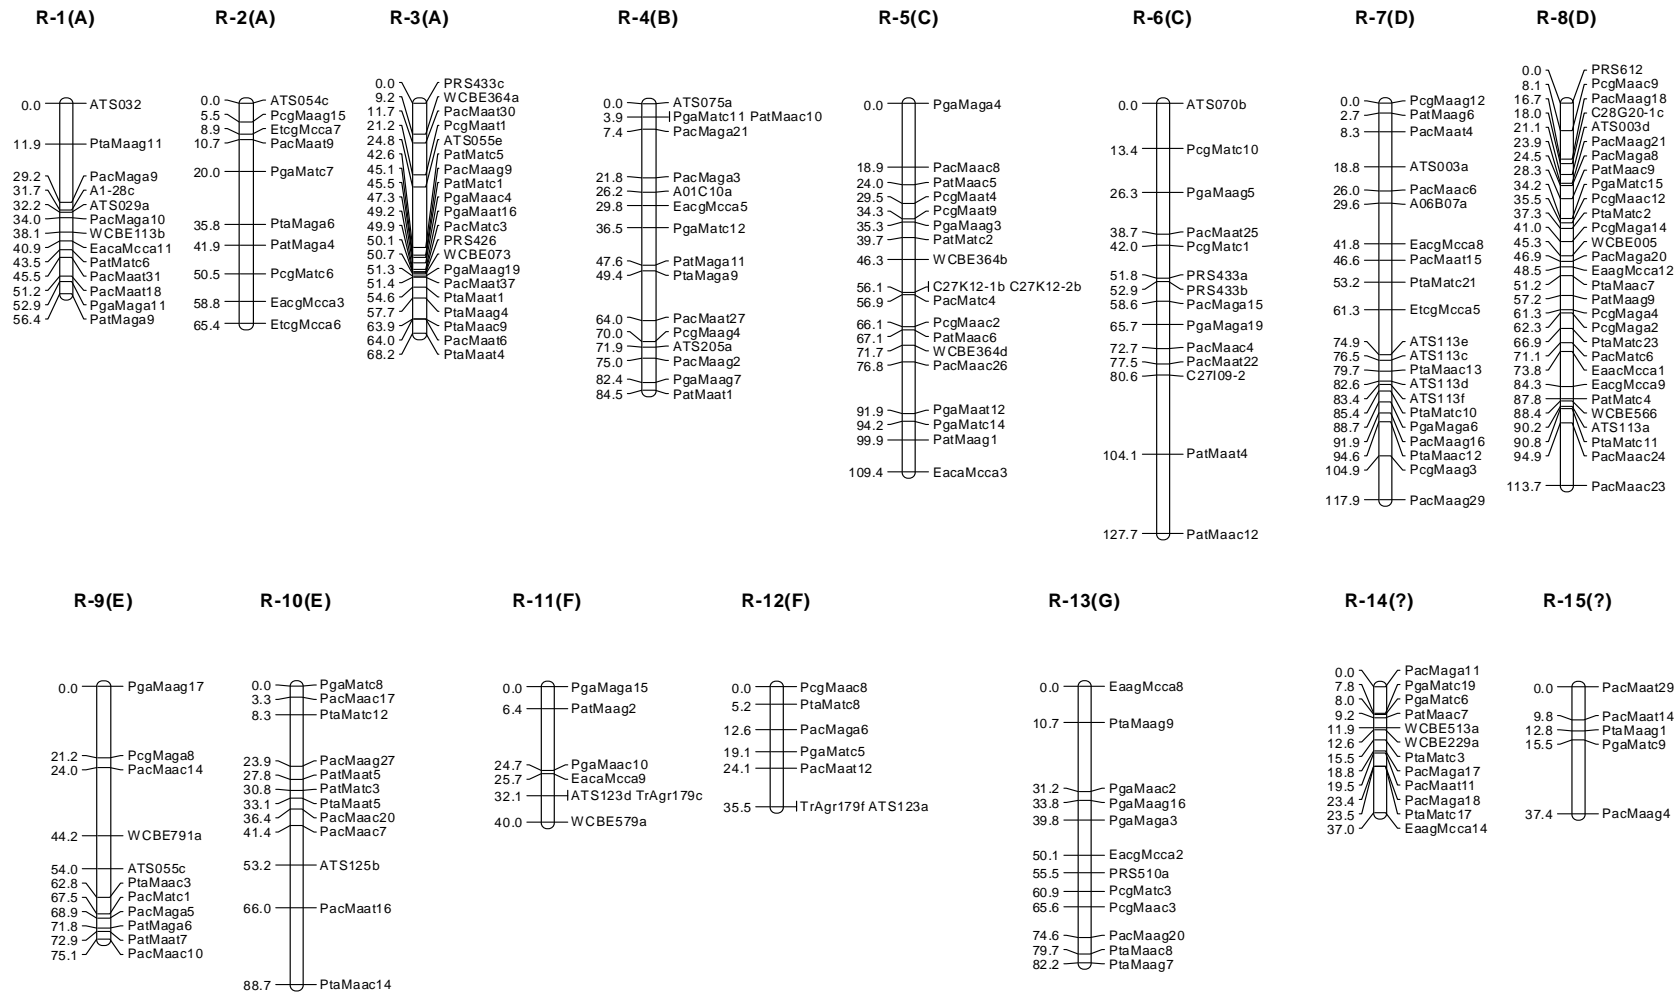 R-1(A)
0.0 ATS032
11.9 PtaMaag11
29.2 PacMaga9
31.7 A1-28c
32.2 ATS029a
34.0 PacMaga10
38.1 WCBE113b
40.9 EacaMcca11
43.5 PatMatc6
45.5 PacMaat31
51.2 PacMaat18
52.9 PgaMaga11
56.4 PatMaga9
R-2(A)
0.0 ATS054c
5.5 PcgMaag15
8.9 EtcgMcca7
10.7 PacMaat9
20.0 PgaMatc7
35.8 PtaMaga6
41.9 PatMaga4
50.5 PcgMatc6
58.8 EacgMcca3
65.4 EtcgMcca6
R-3(A)
0.0 PRS433c
9.2 WCBE364a
11.7 PacMaat30
21.2 PcgMaat1
24.8 ATS055e
42.6 PatMatc5
45.1 PacMaag9
45.5 PatMatc1
47.3 PgaMaac4
49.2 PgaMaat16
49.9 PacMatc3
50.1 PRS426
50.7 WCBE073
51.3 PgaMaag19
51.4 PacMaat37
54.6 PtaMaat1
57.7 PtaMaag4
63.9 PtaMaac9
64.0 PacMaat6
68.2 PtaMaat4
R-4(B)
0.0 ATS075a
3.9 PgaMatc11 PatMaac10
7.4 PacMaga21
21.8 PacMaga3
26.2 A01C10a
29.8 EacgMcca5
36.5 PgaMatc12
47.6 PatMaga11
49.4 PtaMaga9
64.0 PacMaat27
70.0 PcgMaag4
71.9 ATS205a
75.0 PacMaag2
82.4 PgaMaag7
84.5 PatMaat1
R-5(C)
0.0 PgaMaga4
18.9 PacMaac8
24.0 PatMaac5
29.5 PcgMaat4
34.3 PcgMaat9
35.3 PgaMaag3
39.7 PatMatc2
46.3 WCBE364b
56.1 C27K12-1b C27K12-2b
56.9 PacMatc4
66.1 PcgMaac2
67.1 PatMaac6
71.7 WCBE364d
76.8 PacMaac26
91.9 PgaMaat12
94.2 PgaMatc14
99.9 PatMaag1
109.4 EacaMcca3
R-6(C)
0.0 ATS070b
13.4 PcgMatc10
26.3 PgaMaag5
38.7 PacMaat25
42.0 PcgMatc1
51.8 PRS433a
52.9 PRS433b
58.6 PacMaga15
65.7 PgaMaga19
72.7 PacMaac4
77.5 PacMaat22
80.6 C27I09-2
104.1 PatMaat4
127.7 PatMaac12
R-7(D)
0.0 PcgMaag12
2.7 PatMaag6
8.3 PacMaat4
18.8 ATS003a
26.0 PacMaac6
29.6 A06B07a
41.8 EacgMcca8
46.6 PacMaat15
53.2 PtaMatc21
61.3 EtcgMcca5
74.9 ATS113e
76.5 ATS113c
79.7 PtaMaac13
82.6 ATS113d
83.4 ATS113f
85.4 PtaMatc10
88.7 PgaMaga6
91.9 PacMaag16
94.6 PtaMaac12
104.9 PcgMaag3
117.9 PacMaag29
R-8(D)
0.0 PRS612
8.1 PcgMaac9
16.7 PacMaag18
18.0 C28G20-1c
21.1 ATS003d
23.9 PacMaag21
24.5 PacMaga8
28.3 PatMaac9
34.2 PgaMatc15
35.5 PcgMaac12
37.3 PtaMatc2
41.0 PcgMaga14
45.3 WCBE005
46.9 PacMaga20
48.5 EaagMcca12
51.2 PtaMaac7
57.2 PatMaag9
61.3 PcgMaga4
62.3 PcgMaga2
66.9 PtaMatc23
71.1 PacMatc6
73.8 EaacMcca1
84.3 EacgMcca9
87.8 PatMatc4
88.4 WCBE566
90.2 ATS113a
90.8 PtaMatc11
94.9 PacMaac24
113.7 PacMaac23
R-9(E)
0.0 PgaMaag17
21.2 PcgMaga8
24.0 PacMaac14
44.2 WCBE791a
54.0 ATS055c
62.8 PtaMaac3
67.5 PacMatc1
68.9 PacMaga5
71.8 PatMaga6
72.9 PatMaat7
75.1 PacMaac10
R-10(E)
0.0 PgaMatc8
3.3 PacMaac17
8.3 PtaMatc12
23.9 PacMaag27
27.8 PatMaat5
30.8 PatMatc3
33.1 PtaMaat5
36.4 PacMaac20
41.4 PacMaac7
53.2 ATS125b
66.0 PacMaat16
88.7 PtaMaac14
R-11(F)
0.0 PgaMaga15
6.4 PatMaag2
24.7 PgaMaac10
25.7 EacaMcca9
32.1 ATS123d TrAgr179c
40.0 WCBE579a
R-12(F)
0.0 PcgMaac8
5.2 PtaMatc8
12.6 PacMaga6
19.1 PgaMatc5
24.1 PacMaat12
35.5 TrAgr179f ATS123a
R-13(G)
0.0 EaagMcca8
10.7 PtaMaag9
31.2 PgaMaac2
33.8 PgaMaag16
39.8 PgaMaga3
50.1 EacgMcca2
55.5 PRS510a
60.9 PcgMatc3
65.6 PcgMaac3
74.6 PacMaag20
79.7 PtaMaac8
82.2 PtaMaag7
R-14(?)
0.0 PacMaga11
7.8 PgaMatc19
8.0 PgaMatc6
9.2 PatMaac7
11.9 WCBE513a
12.6 WCBE229a
15.5 PtaMatc3
18.8 PacMaga17
19.5 PacMaat11
23.4 PacMaga18
23.5 PtaMatc17
37.0 EaagMcca14
R-15(?)
0.0 PacMaat29
9.8 PacMaat14
12.8 PtaMaag1
15.5 PgaMatc9
37.4 PacMaag4